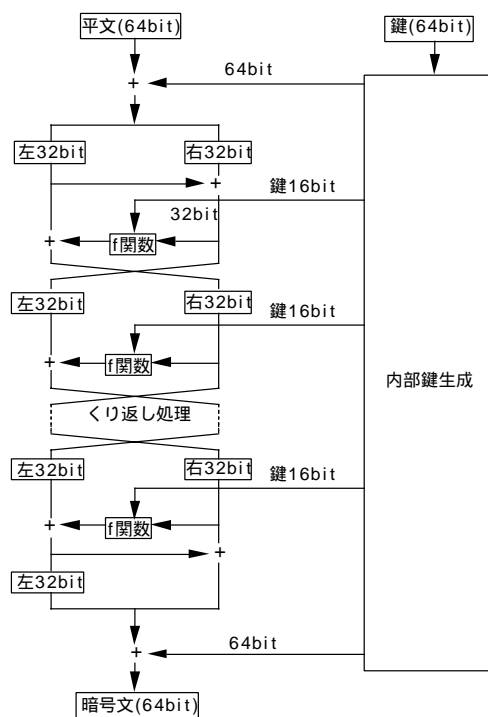 平文(64bit)
鍵(64bit)
64bit
+
左32bit
右32bit
+
鍵16bit
32bit
+
f関数
左32bit
右32bit
鍵16bit
+
f関数
内部鍵生成
くり返し処理
左32bit
右32bit
鍵16bit
+
f関数
+
左32bit
64bit
+
暗号文(64bit)